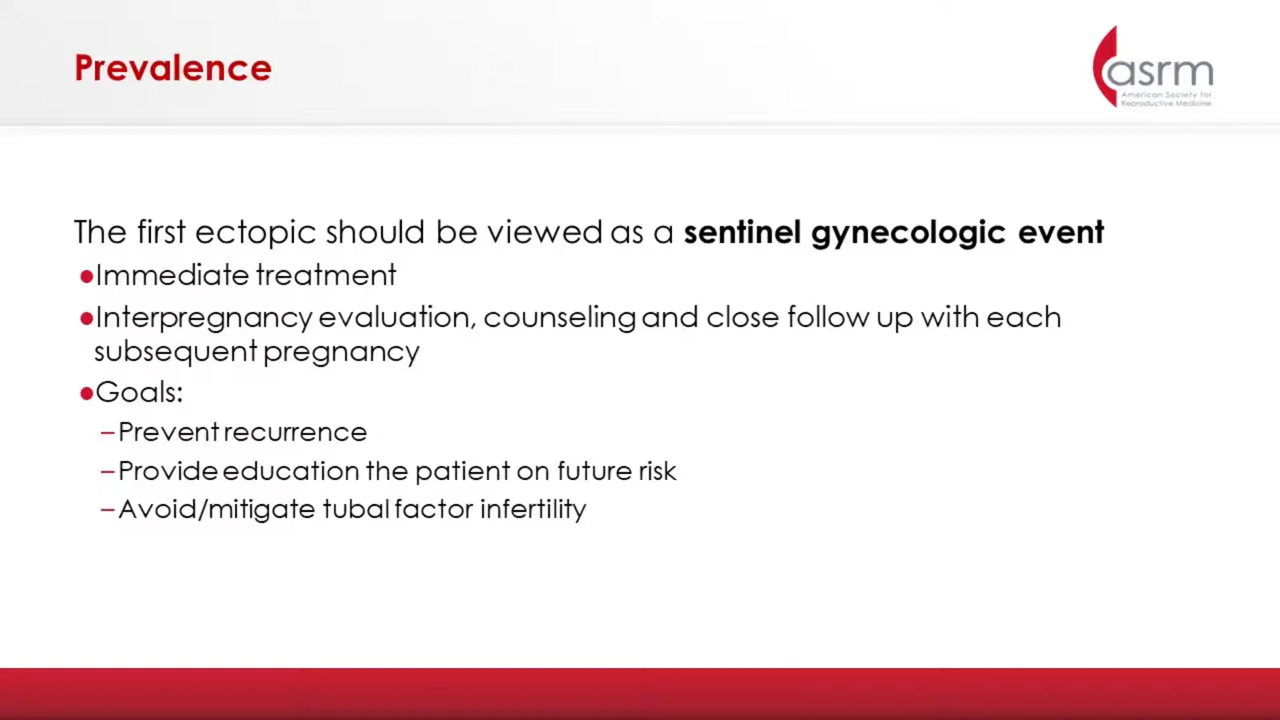 Prevalence
asrm
American Society for
Reproductive Medicine
The first ectopic should be viewed as a sentinel gynecologic event
●Immediate treatment
●Interpregnancy evaluation, counseling and close follow up with each
subsequent pregnancy
●Goals:
–Prevent recurrence
–Provide education the patient on future risk
–Avoid/mitigate tubal factor infertility